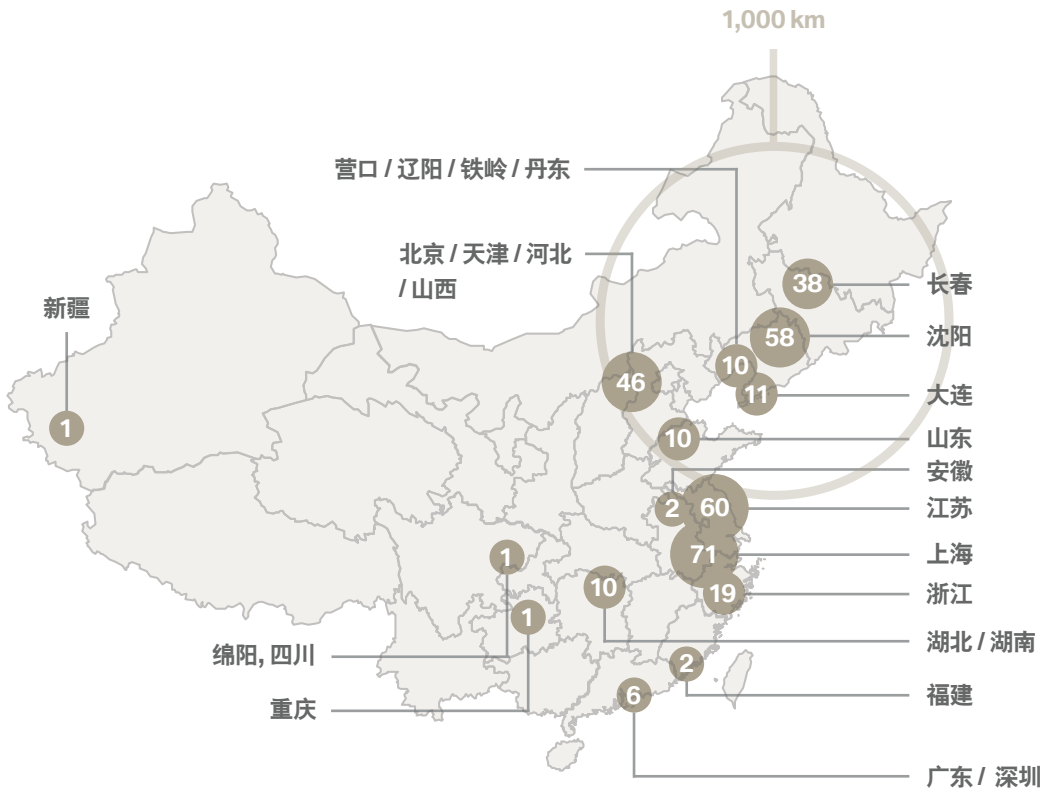 1,000 km
营口 / 辽阳 / 铁岭 / 丹东
北京 / 天津 / 河北
/ 山西
38
长春
新疆
58
沈阳
10
46
11
大连
1
10
山东
安徽
2
60
江苏
1
71
上海
10
19
浙江
1
湖北 / 湖南
绵阳, 四川
2
6
福建
重庆
广东 / 深圳